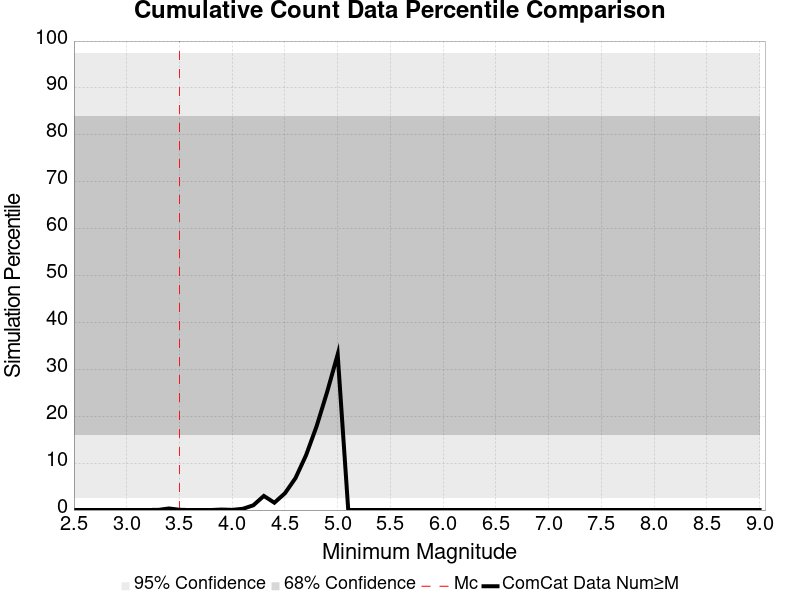 Cumulative Count Data Percentile Comparison
100
90
80
70
60
50
40
30
20
10
0
Simulation Percentile
2.5 3.0 3.5 4.0 4.5 5.0 5.5 6.0 6.5 7.0 7.5 8.0 8.5 9.0
Minimum Magnitude
95% Confidence 68% Confidence Mc ComCat Data Num≥M